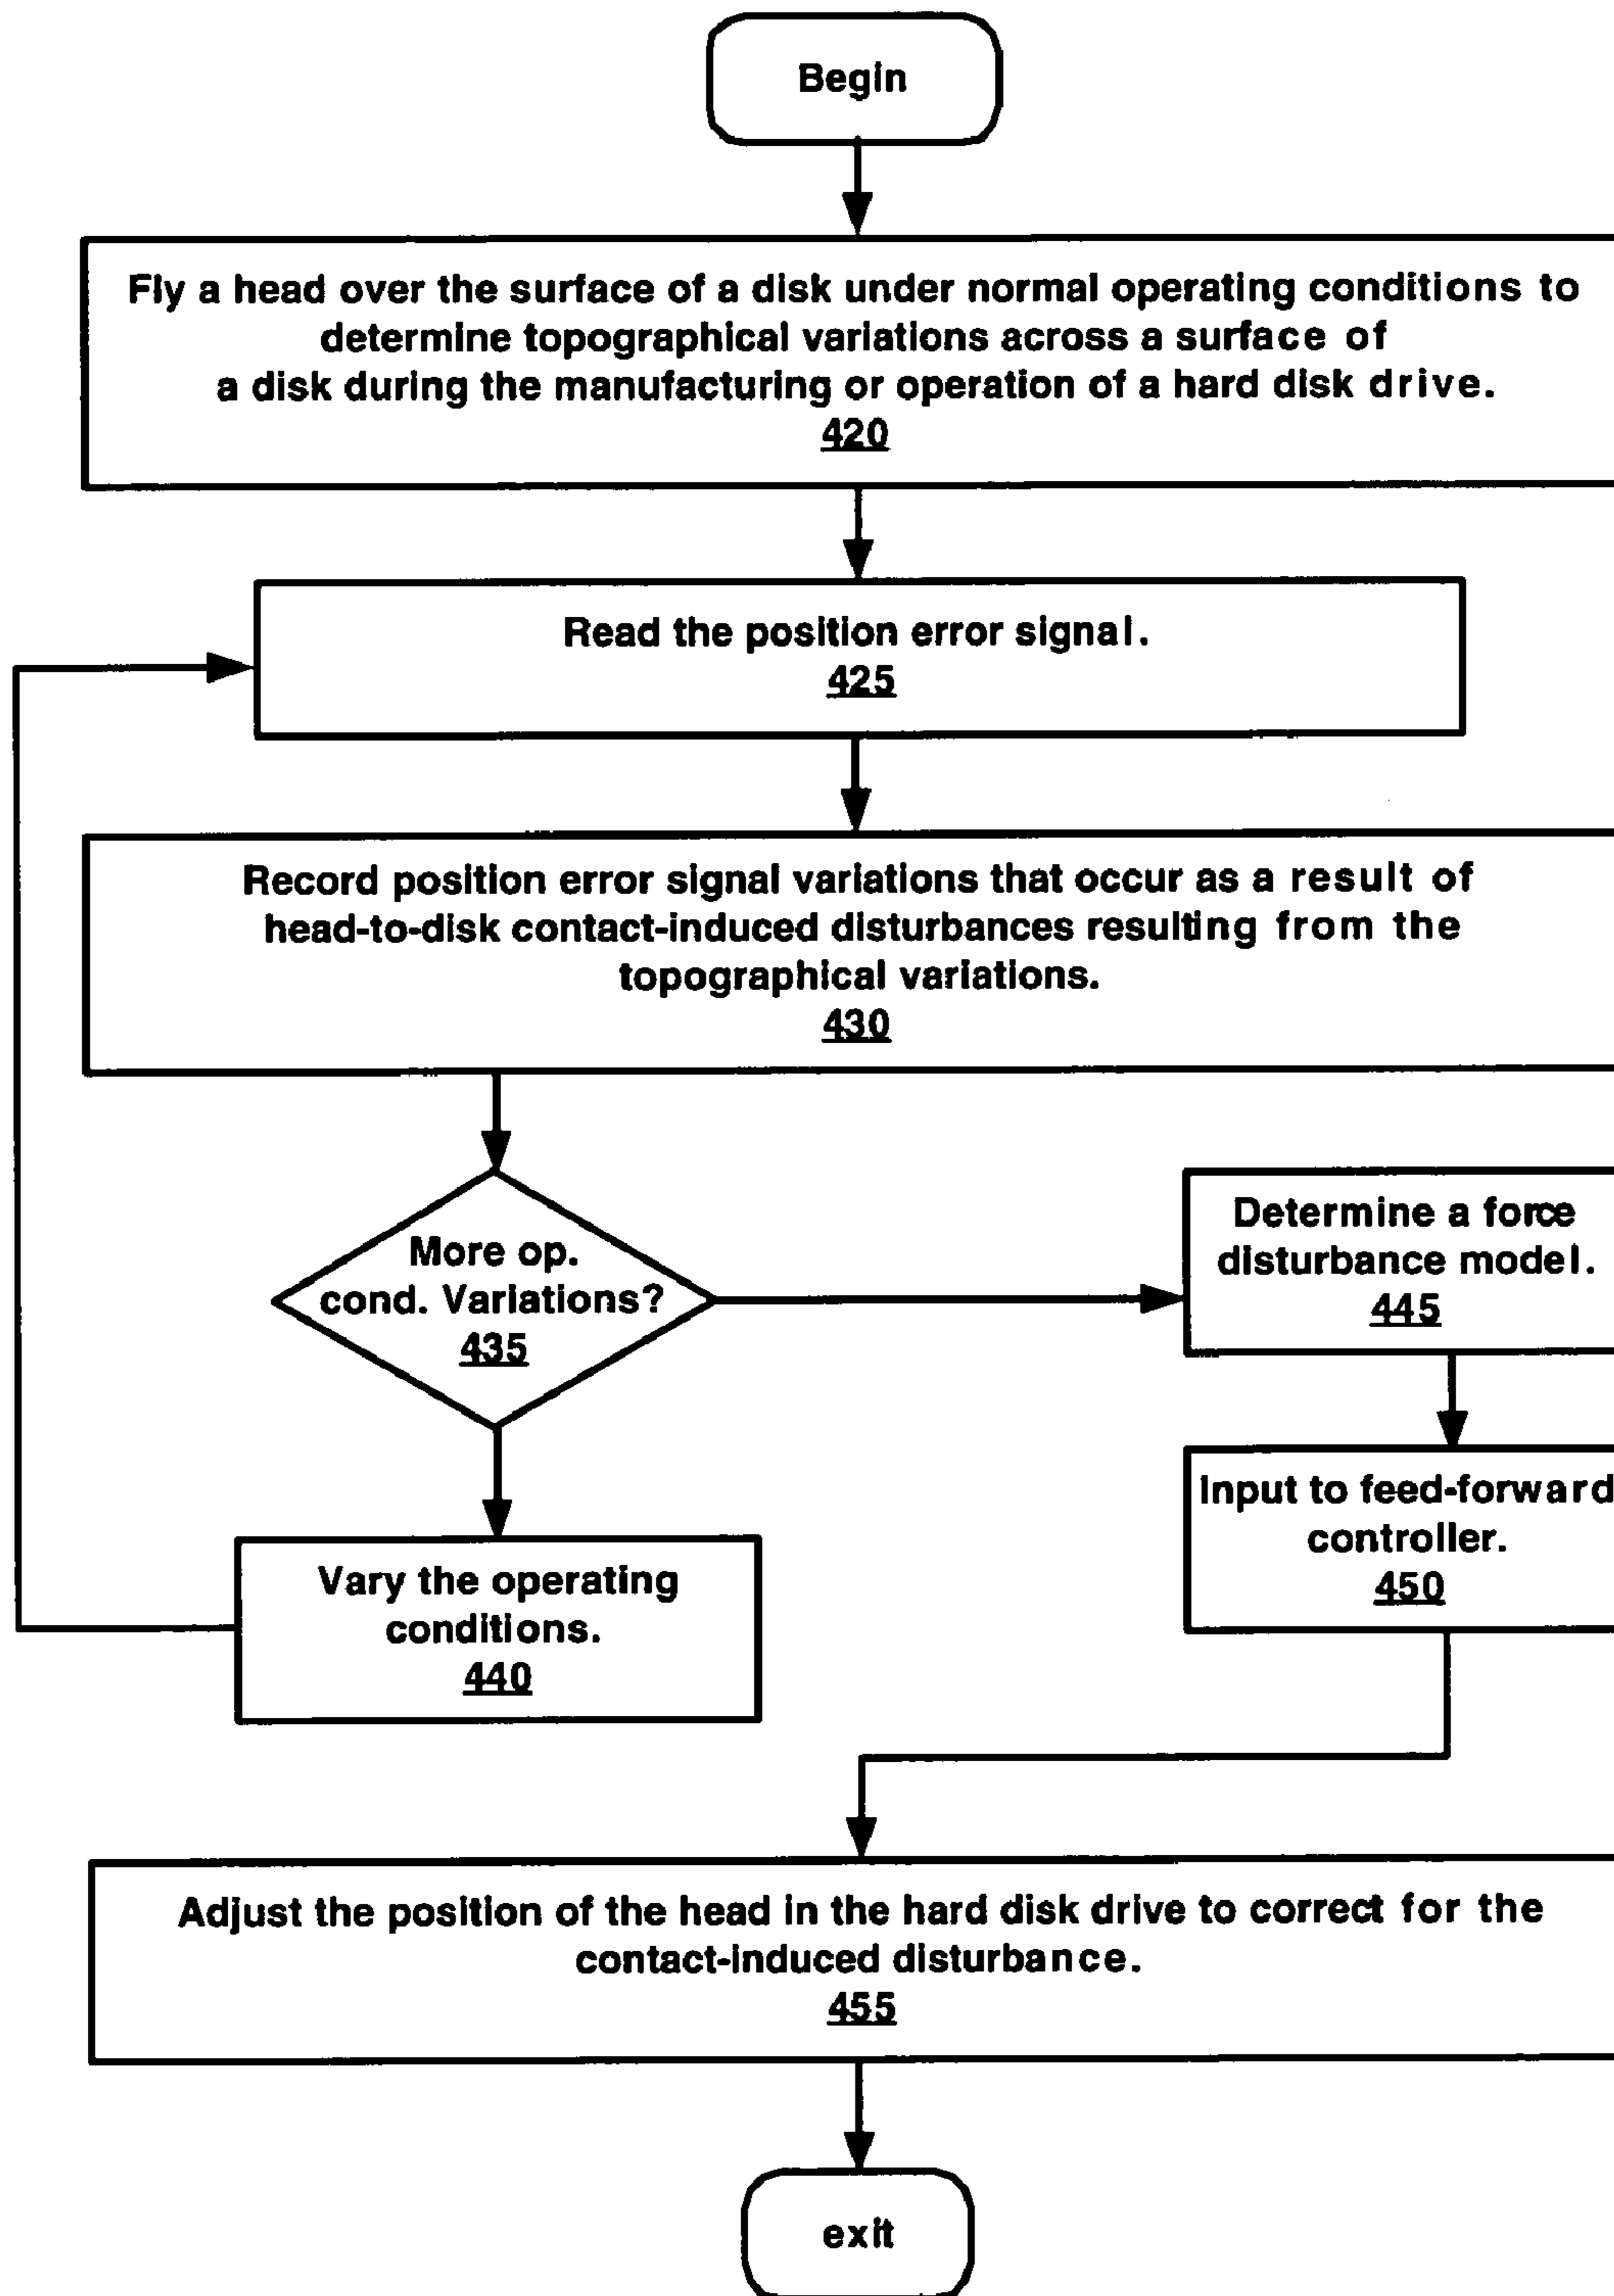 Begin
Fly a head over the surface of a disk under normal operating conditions to
determine topographical variations across a surface of
a disk during the manufacturing or operation of a hard disk drive.
420
Read the position error signal.
425
Record position error signal variations that occur as a result of
head-to-disk contact-induced disturbances resulting from the
topographical variations.
430
More op.
cond. Variations?
435
Determine a force
disturbance model.
445
Vary the operating
conditions.
440
Input to feed-forward
controller.
450
Adjust the position of the head in the hard disk drive to correct for the
contact-induced disturbance.
455
exit